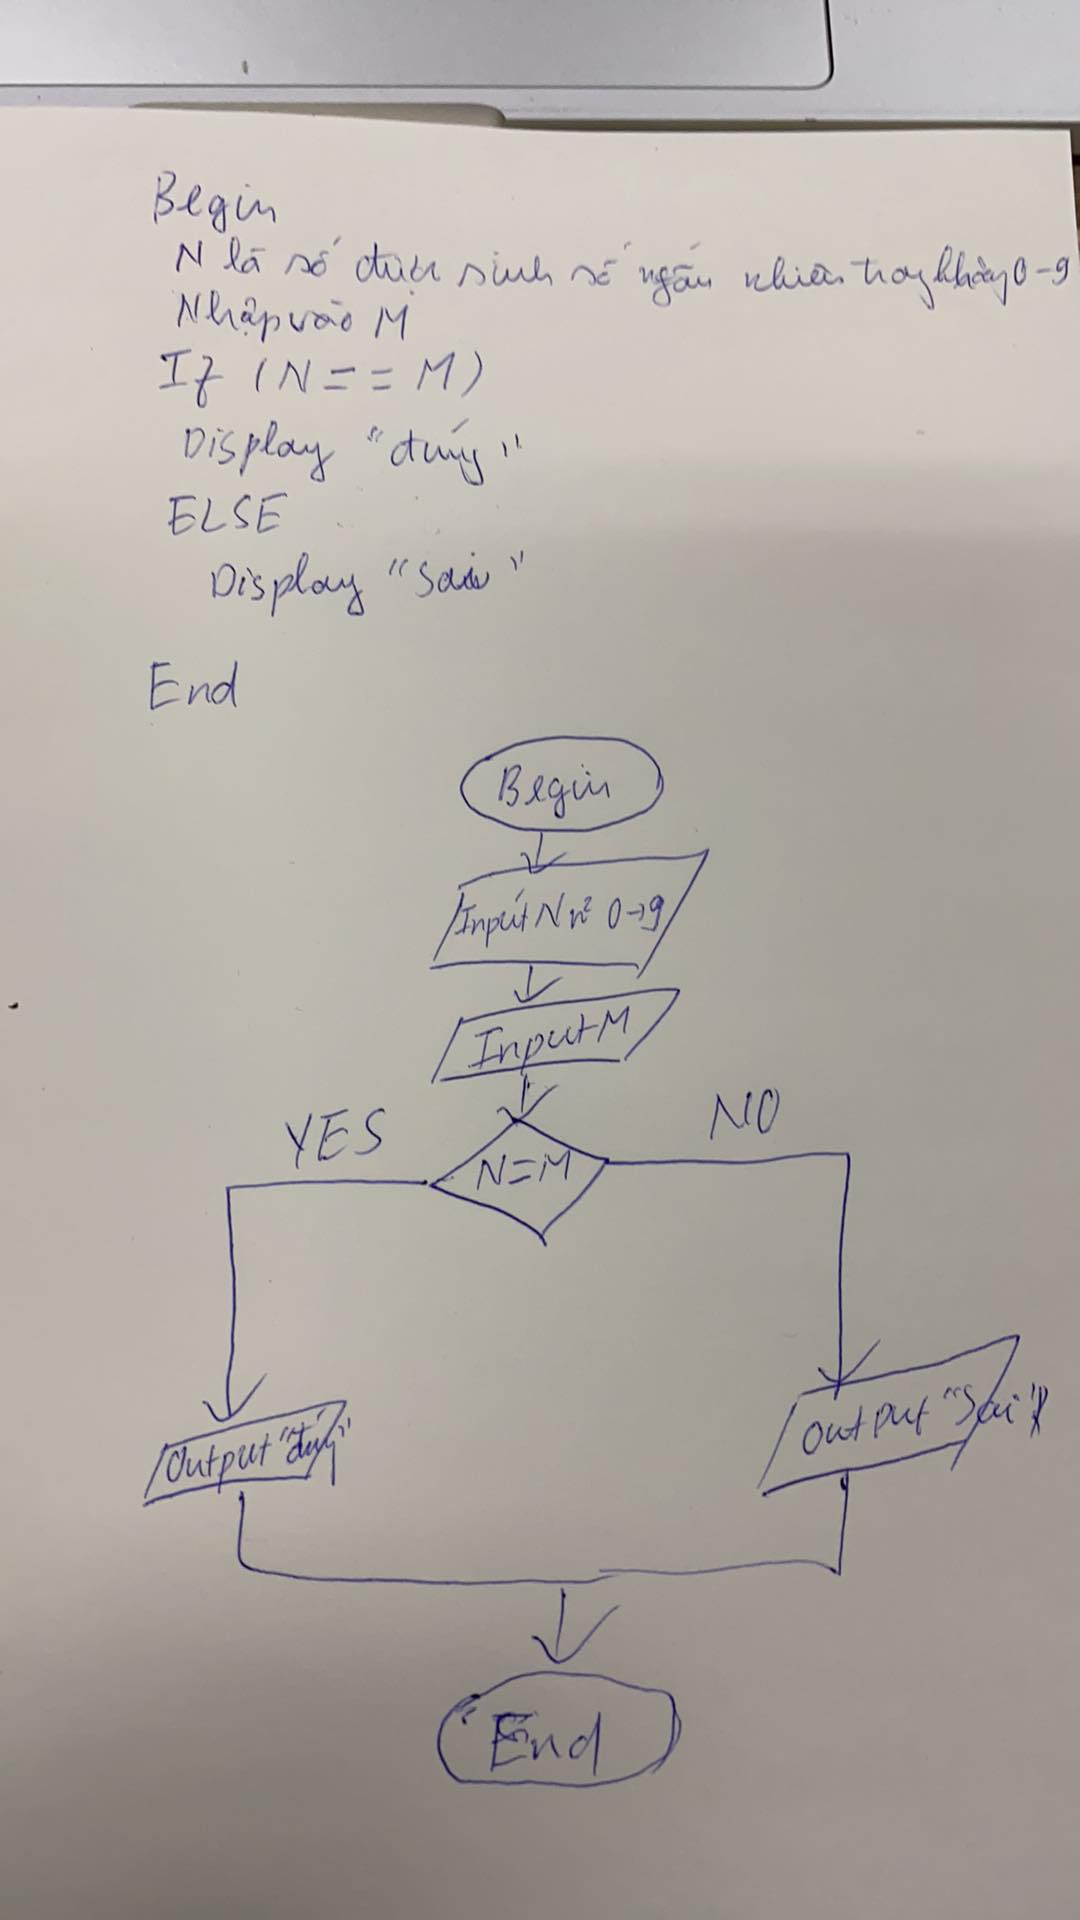 Begin
N là số được sinh số ngẫu nhiên trong khoảng 0-9
Nhập vào M
If (N == M)
Display "đúng"
ELSE
Display "Sai"
End
Begin
Input N 0→9
Input M
YES
NO
N=M
Output "đúng"
Output "Sai"
End